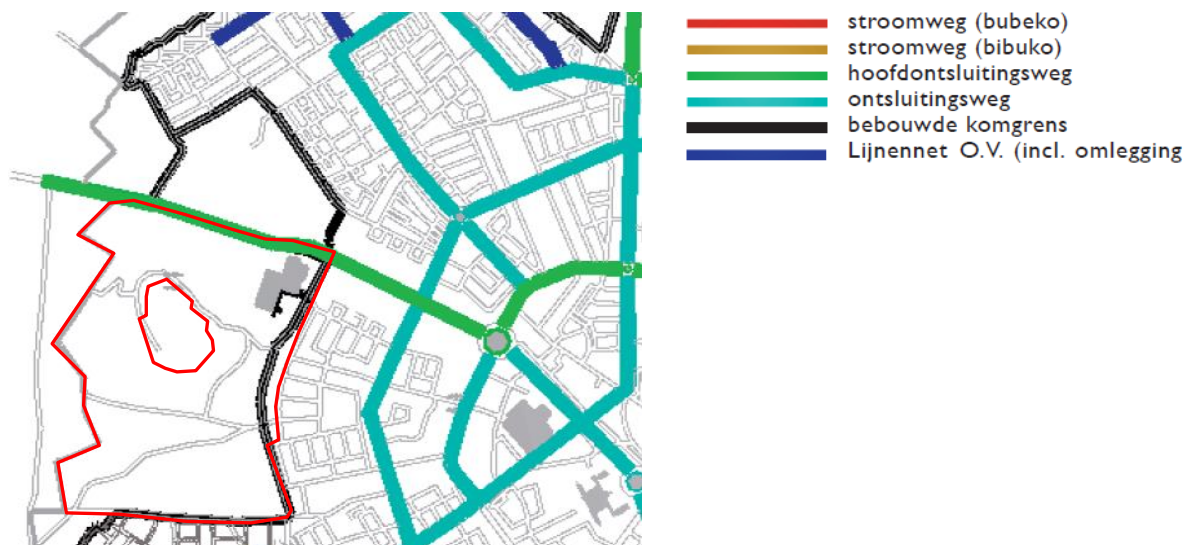 stroomweg (bubeko)
stroomweg (bibuko)
hoofdontsluitingsweg
ontsluitingsweg
bebouwde komgrens
Lijnennet O.V. (incl. omlegging